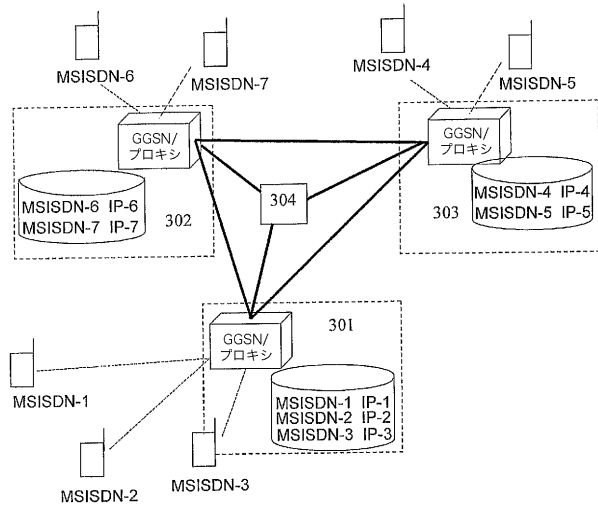 MSISDN-6
MSISDN-7
MSISDN-4
MSISDN-5
GGSN/
プロキシ
GGSN/
プロキシ
MSISDN-6 IP-6
MSISDN-7 IP-7
302
304
303
MSISDN-4 IP-4
MSISDN-5 IP-5
GGSN/
プロキシ
301
MSISDN-1 IP-1
MSISDN-2 IP-2
MSISDN-3 IP-3
MSISDN-1
MSISDN-2
MSISDN-3